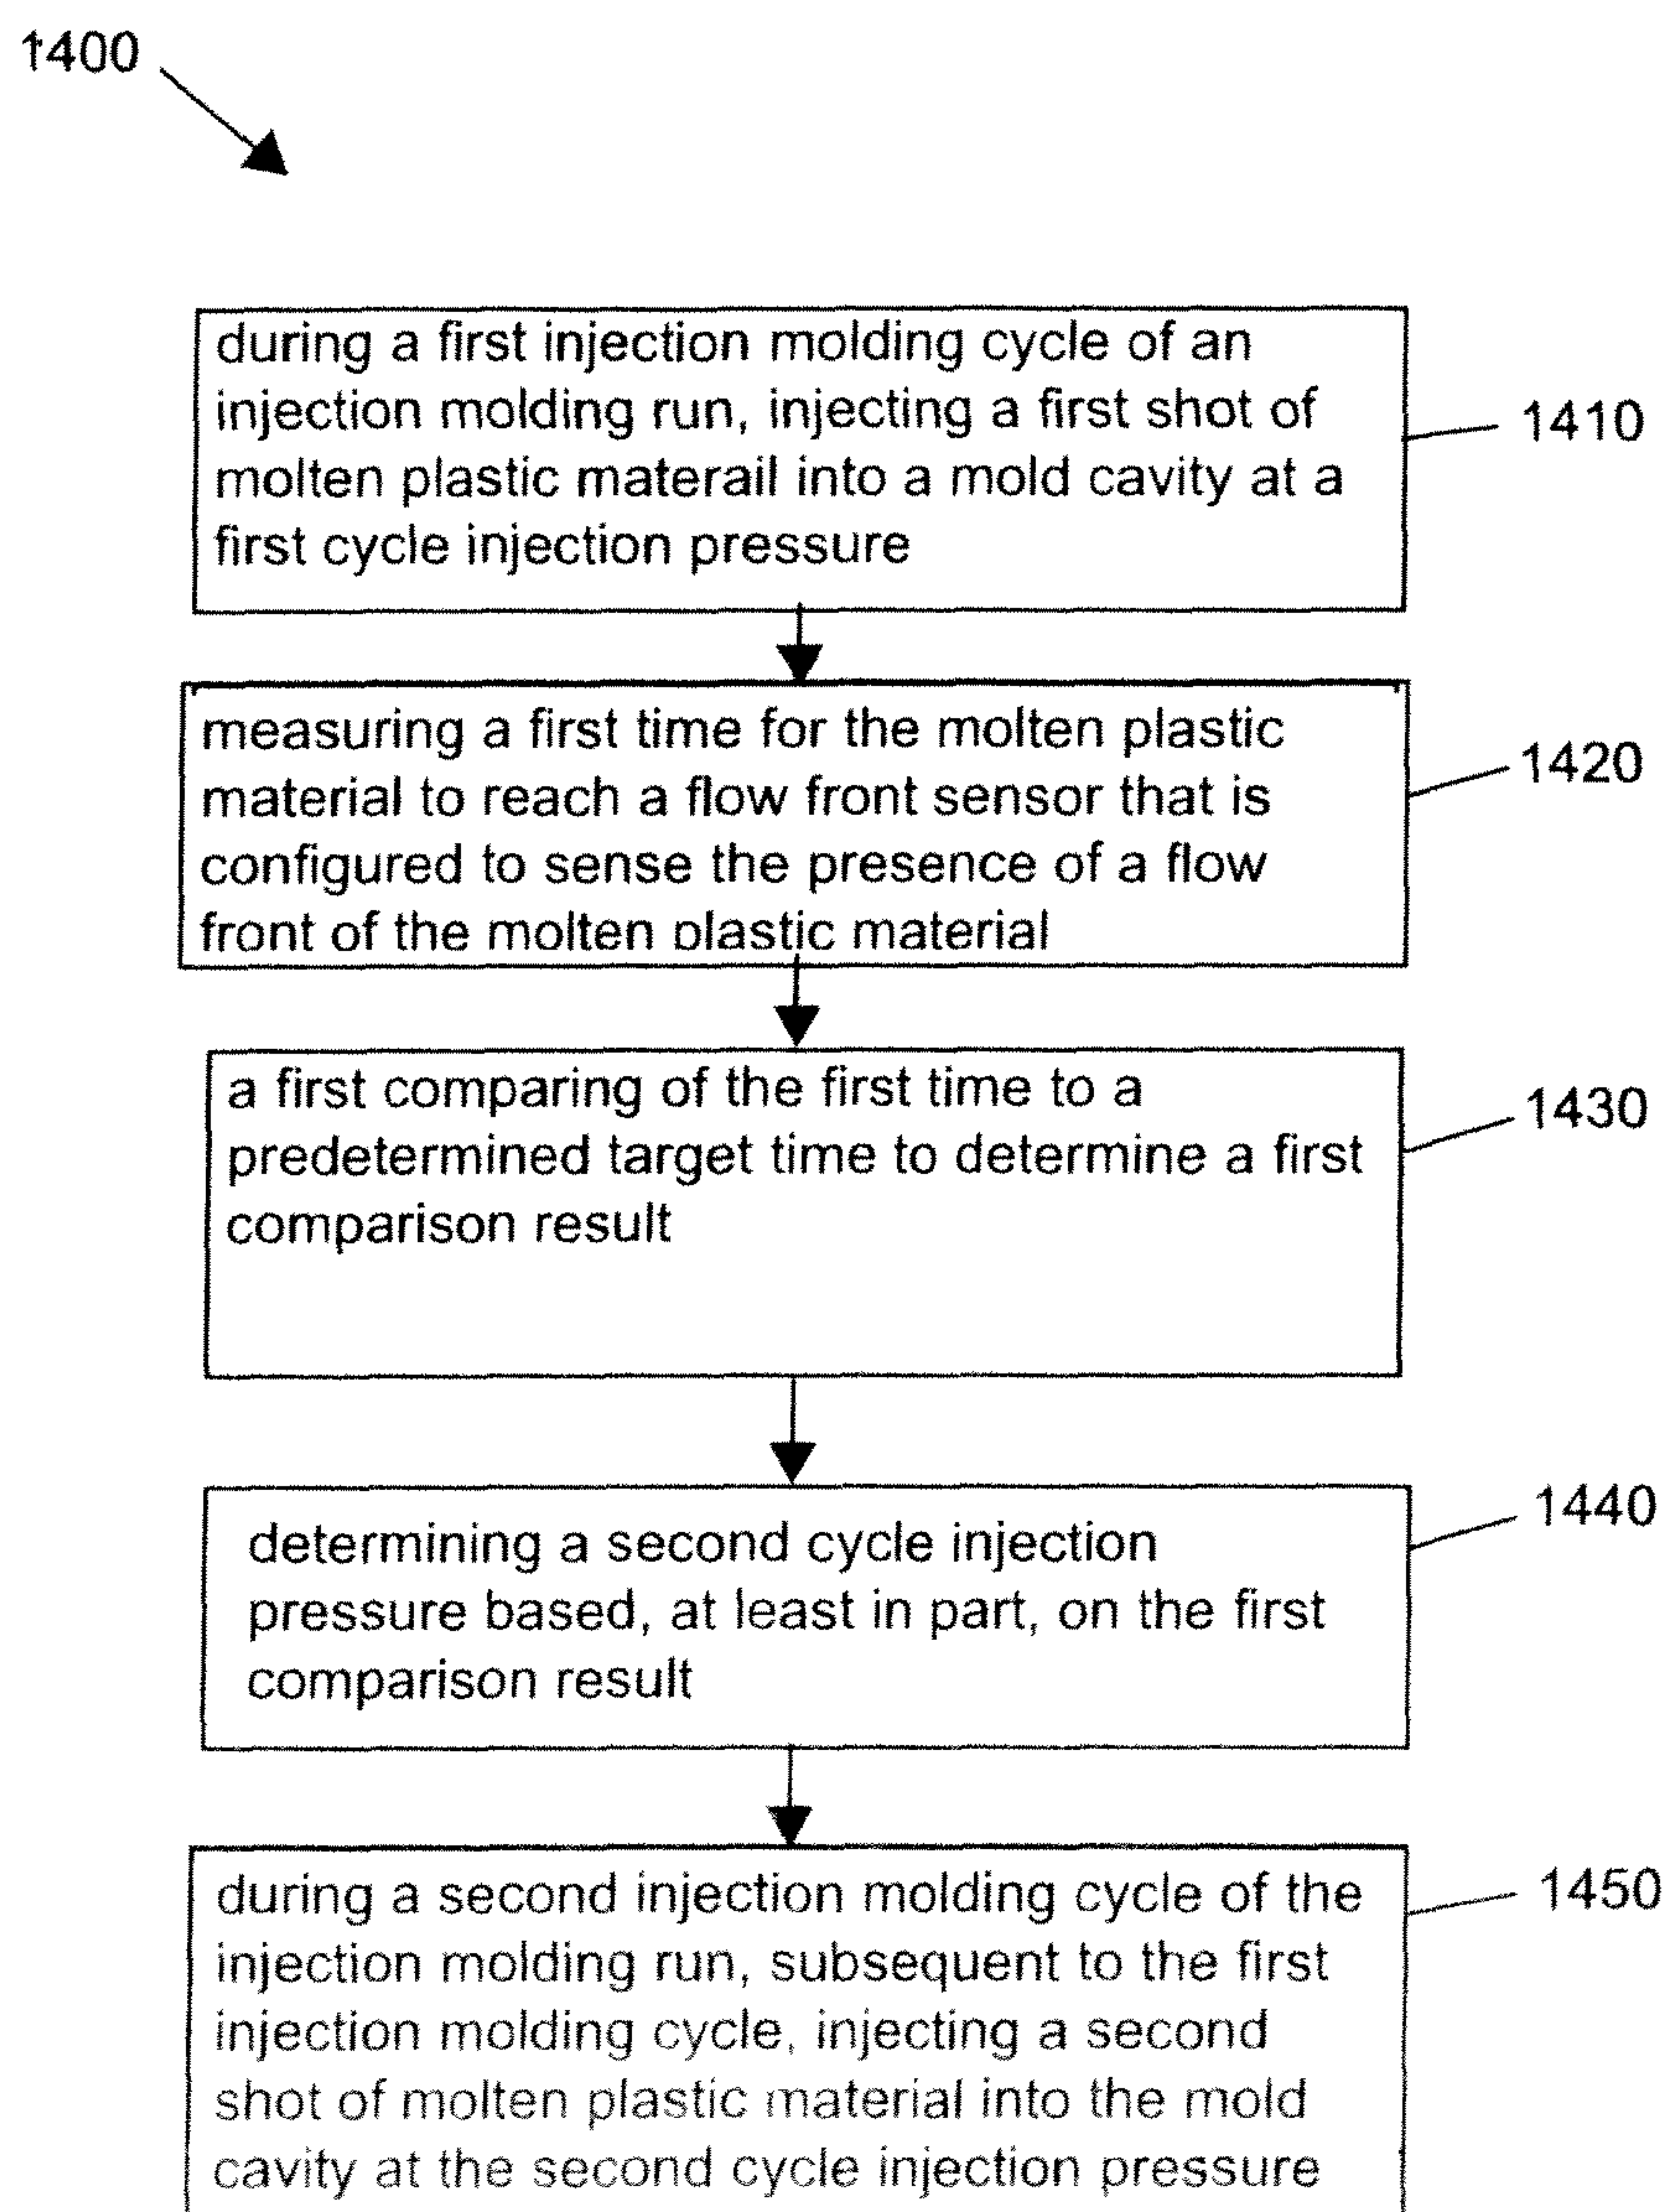 1400
during a first injection molding cycle of an
injection molding run, injecting a first shot of
molten plastic materail into a mold cavity at a
first cycle injection pressure
1410
measuring a first time for the molten plastic
material to reach a flow front sensor that is
configured to sense the presence of a flow
front of the molten plastic material
1420
a first comparing of the first time to a
predetermined target time to determine a first
comparison result
1430
determining a second cycle injection
pressure based, at least in part, on the first
comparison result
1440
during a second injection molding cycle of the
injection molding run, subsequent to the first
injection molding cycle, injecting a second
shot of molten plastic material into the mold
cavity at the second cycle injection pressure
1450